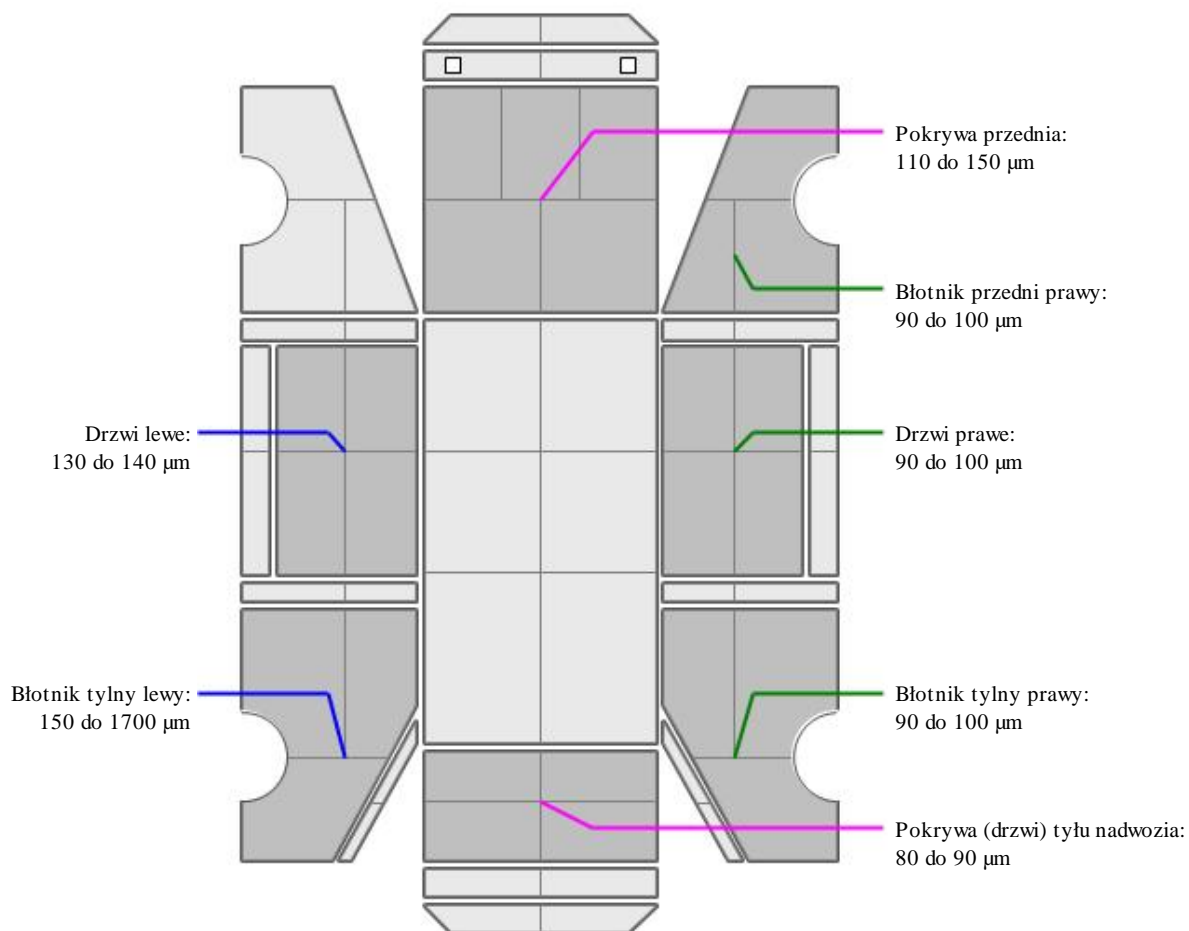 Pokrywa przednia:
110 do 150 µm
Błotnik przedni prawy:
90 do 100 µm
Drzwi lewe:
130 do 140 µm
Drzwi prawe:
90 do 100 µm
Błotnik tylny lewy:
150 do 1700 µm
Błotnik tylny prawy:
90 do 100 µm
Pokrywa (drzwi) tyłu nadwozia:
80 do 90 µm